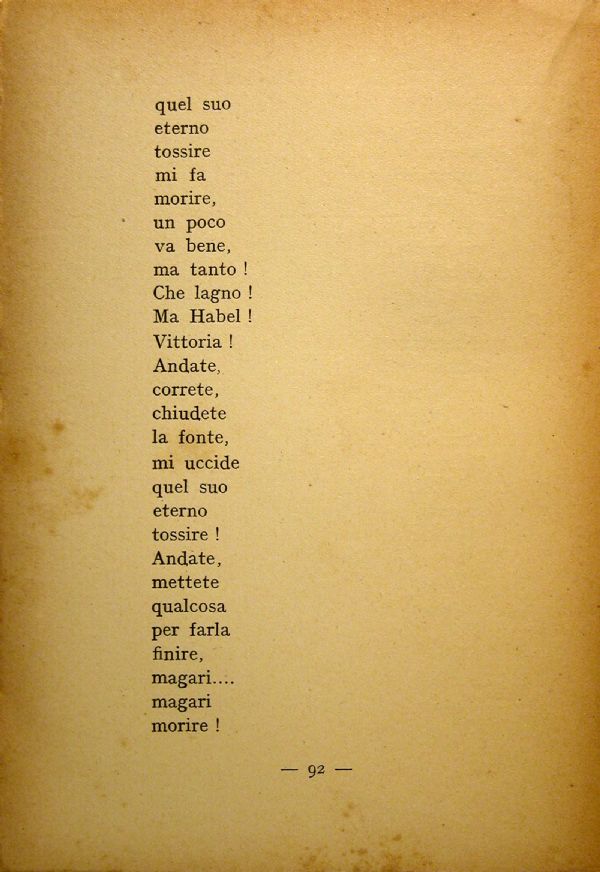 quel suo
eterno
tossire
mi fa
morire,
un poco
va bene,
ma tanto !
Che lagno !
Ma Habel !
Vittoria !
Andate,
correte,
chiudete
la fonte,
mi uccide
quel suo
eterno
tossire !
Andate,
mettete
qualcosa
per farla
finire,
magari....
magari
morire !
— 92 —